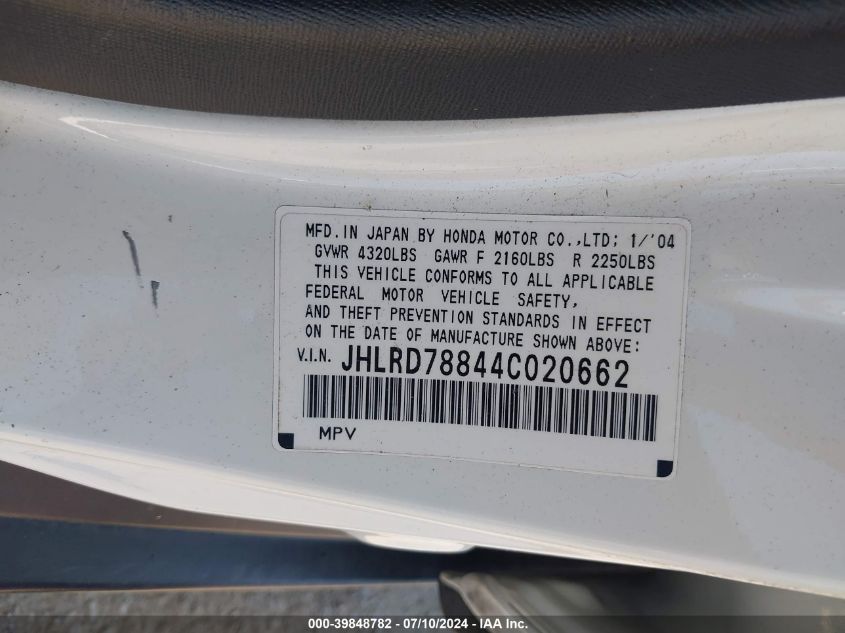 MFD. IN JAPAN BY HONDA MOTOR CO.,LTD; 1/'04
GVWR 4320LBS GAWR F 2160LBS R 2250LBS
THIS VEHICLE CONFORMS TO ALL APPLICABLE
FEDERAL MOTOR VEHICLE SAFETY,
AND THEFT PREVENTION STANDARDS IN EFFECT
ON THE DATE OF MANUFACTURE SHOWN ABOVE:
V.I.N. JHLRD78844C020662
MPV
000-39848782 - 07/10/2024 - IAA Inc.